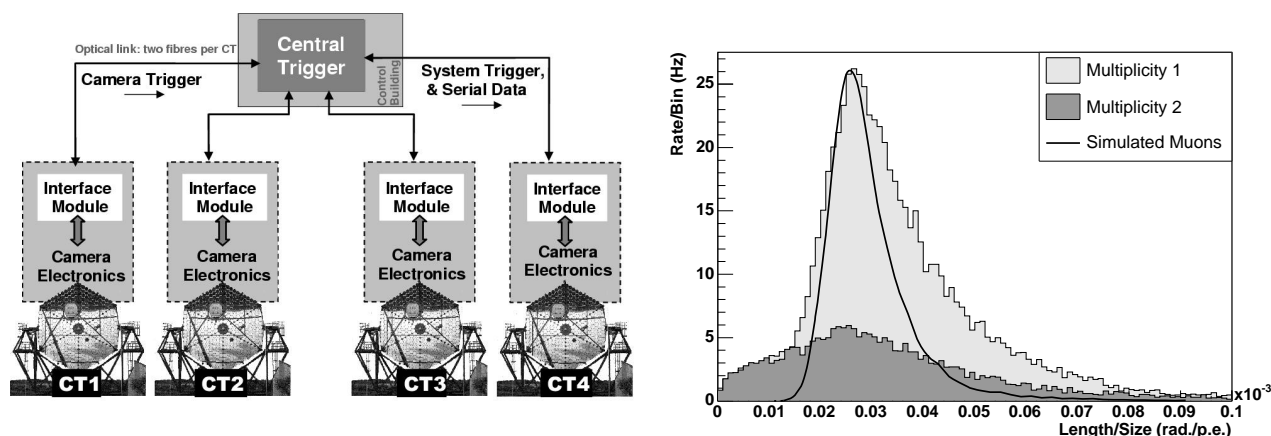 Optical link: two fibres per CT
Central
Trigger
Control
Building
Camera Trigger
System Trigger,
& Serial Data
Interface
Module
Interface
Module
Interface
Module
Interface
Module
Camera
Electronics
Camera
Electronics
Camera
Electronics
Camera
Electronics
CT1
CT2
CT3
CT4
Rate/Bin (Hz)
25
20
15
10
5
0
Multiplicity 1
Multiplicity 2
Simulated Muons
0
0.01
0.02
0.03
0.04
0.05
0.06
0.07
0.08
0.09
0.1
x10-3
Length/Size (rad./p.e.)